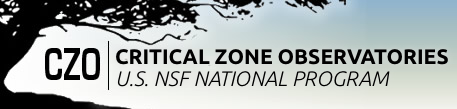 CZO CRITICAL ZONE OBSERVATORIES
U.S. NSF NATIONAL PROGRAM